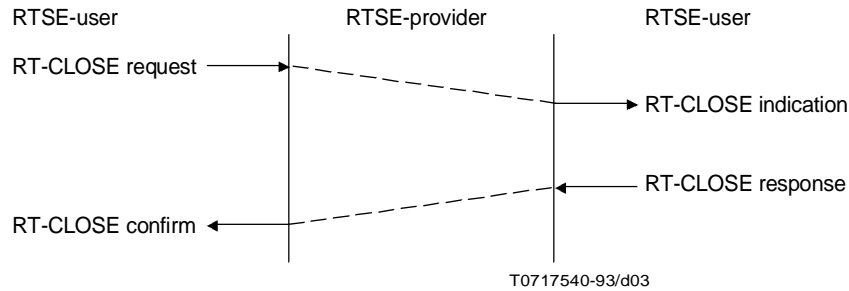 RTSE-user RTSE-provider RTSE-user
RT-CLOSE request
RT-CLOSE indication
RT-CLOSE response
RT-CLOSE confirm
T0717540-93/d03